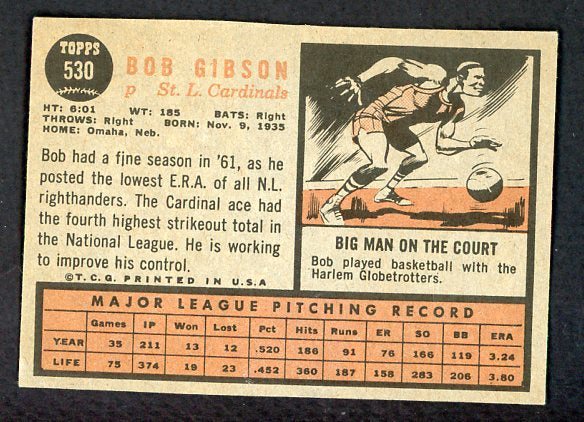 TOPPS
530
BOB GIBSON
p St. L. Cardinals
HT: 6:01 WT: 185 BATS: Right
THROWS: Right BORN: Nov. 9, 1935
HOME: Omaha, Neb.
Bob had a fine season in '61, as he
posted the lowest E.R.A. of all N.L.
righthanders. The Cardinal ace had
the fourth highest strikeout total in
the National League. He is working
to improve his control.
©T.C.G. PRINTED IN U.S.A
BIG MAN ON THE COURT
Bob played basketball with the
Harlem Globetrotters.
MAJOR LEAGUE PITCHING RECORD
Games IP Won Lost Pct Hits Runs ER SO BB ERA
YEAR 35 211 13 12 .520 186 91 76 166 119 3.24
LIFE 75 374 19 23 .452 360 187 158 283 206 3.80